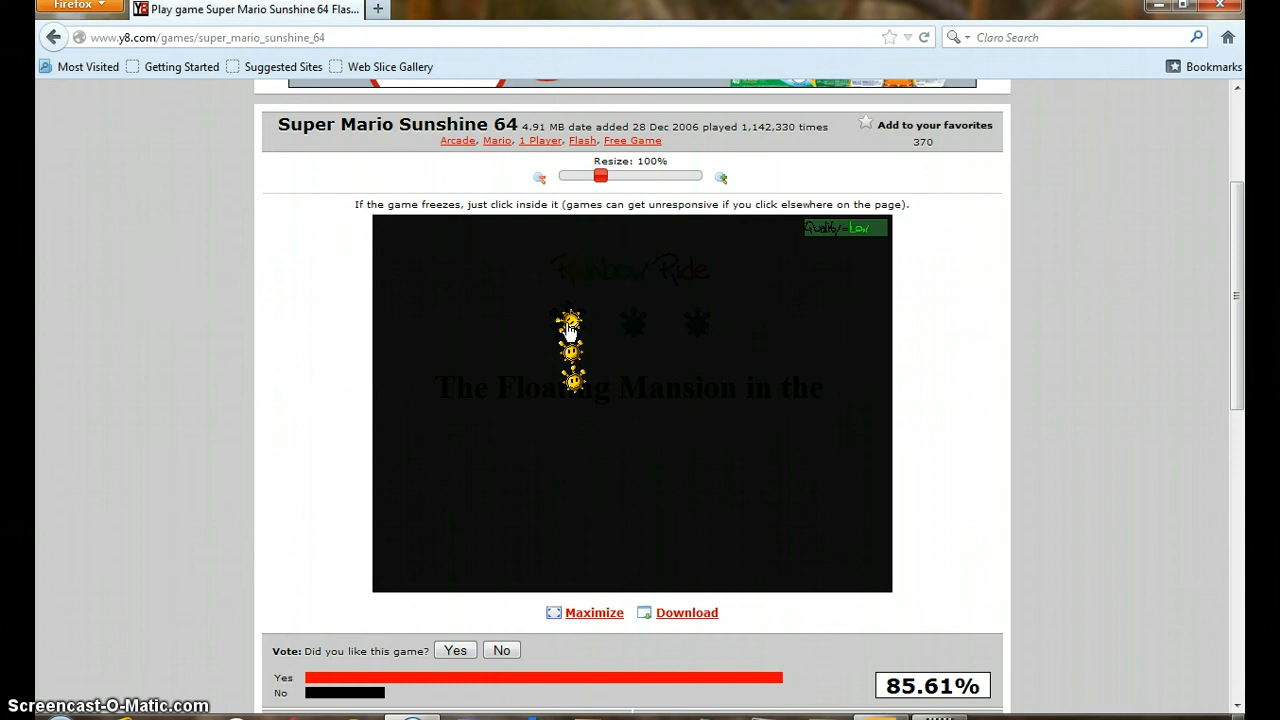 Firefox
Play game Super Mario Sunshine 64 Flas...
www.y8.com/games/super_mario_sunshine_64
Claro Search
Most Visited
Getting Started
Suggested Sites
Web Slice Gallery
Bookmarks
Super Mario Sunshine 64 4.91 MB date added 28 Dec 2006 played 1,142,330 times
Add to your favorites
Arcade, Mario, 1 Player, Flash, Free Game
370
Resize: 100%
If the game freezes, just click inside it (games can get unresponsive if you click elsewhere on the page).
Quality=Low
Rainbow Ride
The Floating Mansion in the
Maximize
Download
Vote: Did you like this game? Yes No
Yes
No
85.61%
Screencast-O-Matic.com